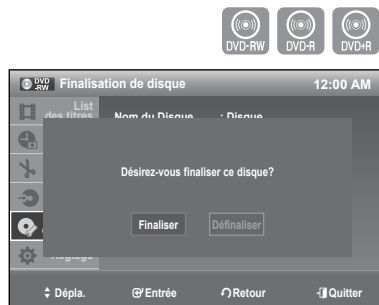 DVD-RW DVD-R DVD+R
DVD -RW Finalisation de disque 12:00 AM
List
des titres Nom du Disque : Disque
Désirez-vous finaliser ce disque?
Finaliser Définaliser
Réglage
Dépla. Entrée Retour Quitter